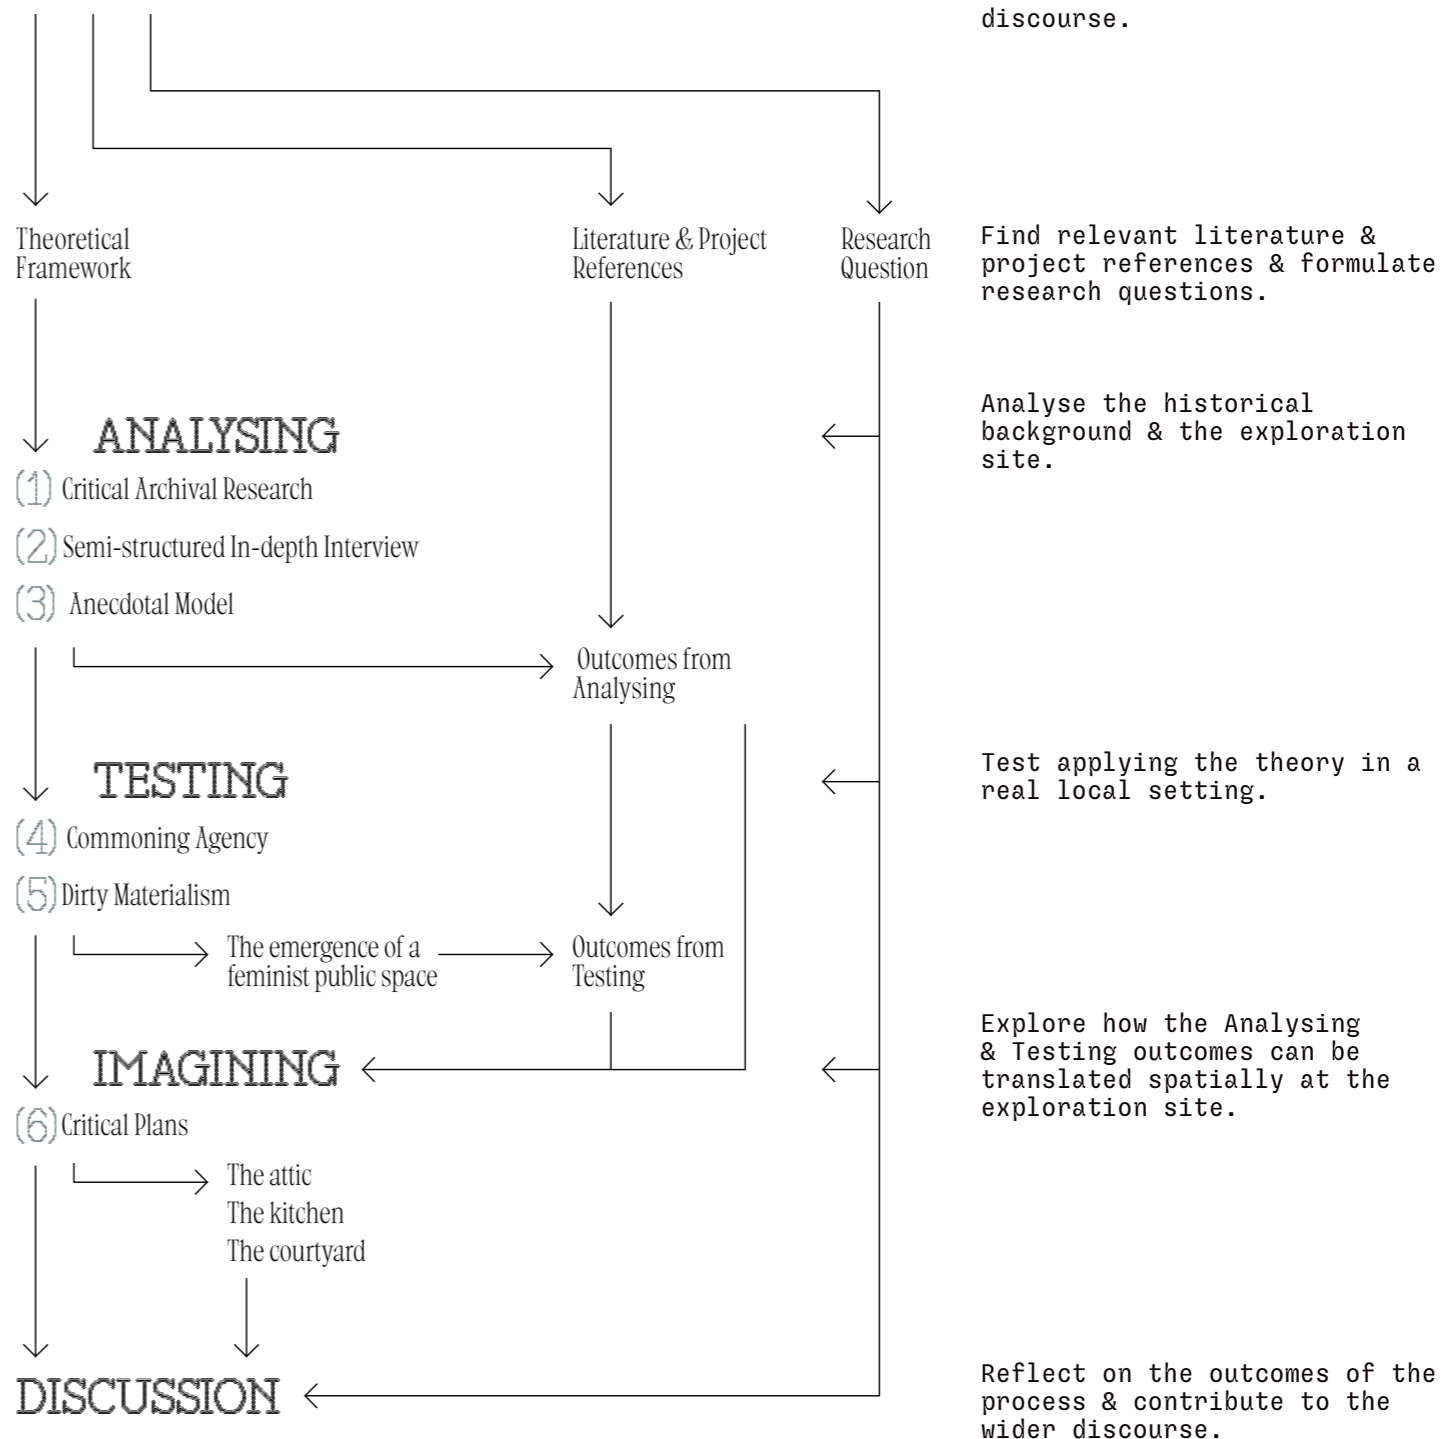 discourse.
Theoretical
Framework
Literature & Project
References
Research
Question
Find relevant literature &
project references & formulate
research questions.
ANALYSING
Analyse the historical
background & the exploration
site.
(1) Critical Archival Research
(2) Semi-structured In-depth Interview
(3) Anecdotal Model
Outcomes from
Analysing
TESTING
Test applying the theory in a
real local setting.
(4) Commoning Agency
(5) Dirty Materialism
The emergence of a
feminist public space
Outcomes from
Testing
IMAGINING
Explore how the Analysing
& Testing outcomes can be
translated spatially at the
exploration site.
(6) Critical Plans
The attic
The kitchen
The courtyard
DISCUSSION
Reflect on the outcomes of the
process & contribute to the
wider discourse.